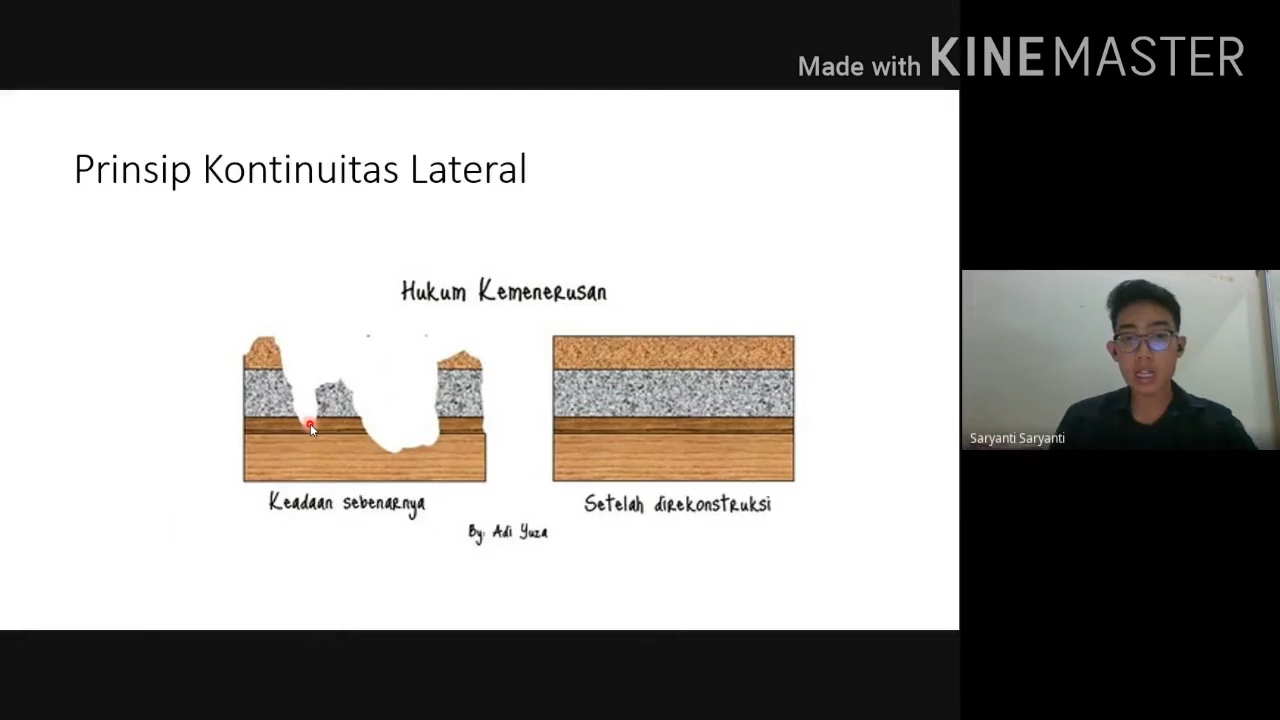 Made with KINEMASTER
Prinsip Kontinuitas Lateral
Hukum Kemenerusan
Keadaan sebenarnya
Setelah direkonstruksi
By: Adi Yuza
Saryanti Saryanti